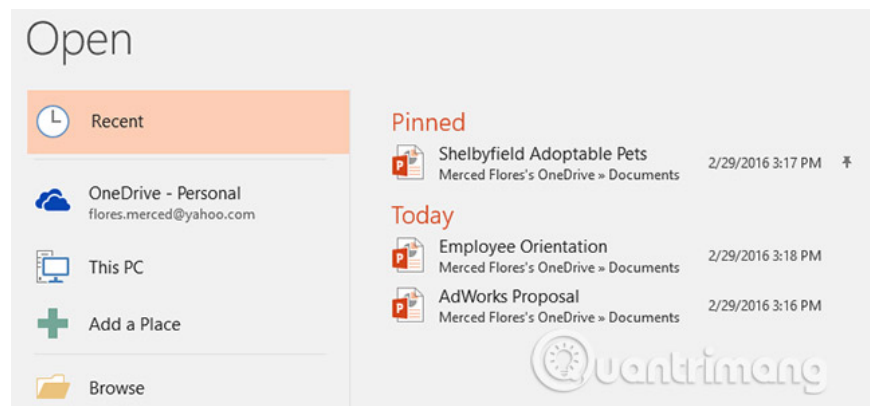 Open
Recent
OneDrive - Personal
flores.merced@yahoo.com
This PC
Add a Place
Browse
Pinned
Shelbyfield Adoptable Pets 2/29/2016 3:17 PM
Merced Flores's OneDrive » Documents
Today
Employee Orientation 2/29/2016 3:18 PM
Merced Flores's OneDrive » Documents
AdWorks Proposal 2/29/2016 3:16 PM
Merced Flores's OneDrive » Documents
Quantrimang